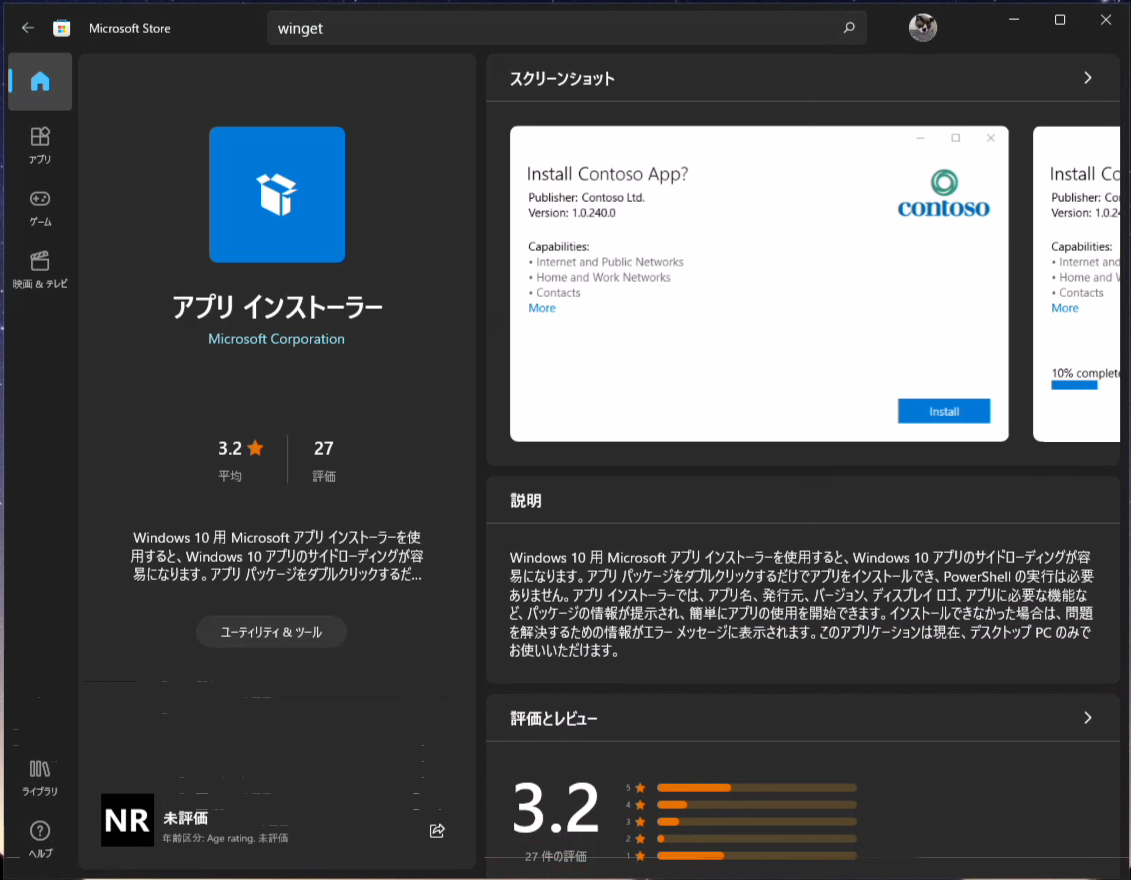 Microsoft Store
winget
アプリ
ゲーム
映画 & テレビ
ライブラリ
ヘルプ
アプリ インストーラー
Microsoft Corporation
3.2
平均
27
評価
Windows 10 用 Microsoft アプリ インストーラーを使
用すると、Windows 10 アプリのサイドローディングが容
易になります。アプリ パッケージをダブルクリックするだ...
ユーティリティ & ツール
NR
未評価
年齢区分: Age rating. 未評価
スクリーンショット
Install Contoso App?
Publisher: Contoso Ltd.
Version: 1.0.240.0
contoso
Capabilities:
• Internet and Public Networks
• Home and Work Networks
• Contacts
More
Install
Install Co
Publisher: Con
Version: 1.0.24
Capabilities:
• Internet and
• Home and W
• Contacts
More
10% complete
説明
Windows 10 用 Microsoft アプリ インストーラーを使用すると、Windows 10 アプリのサイドローディングが容
易になります。アプリ パッケージをダブルクリックするだけでアプリをインストールでき、PowerShell の実行は必要
ありません。アプリ インストーラーでは、アプリ名、発行元、バージョン、ディスプレイ ロゴ、アプリに必要な機能な
ど、パッケージの情報が提示され、簡単にアプリの使用を開始できます。インストールできなかった場合は、問題
を解決するための情報がエラー メッセージに表示されます。このアプリケーションは現在、デスクトップ PC のみで
お使いいただけます。
評価とレビュー
3.2
27 件の評価
5
4
3
2
1